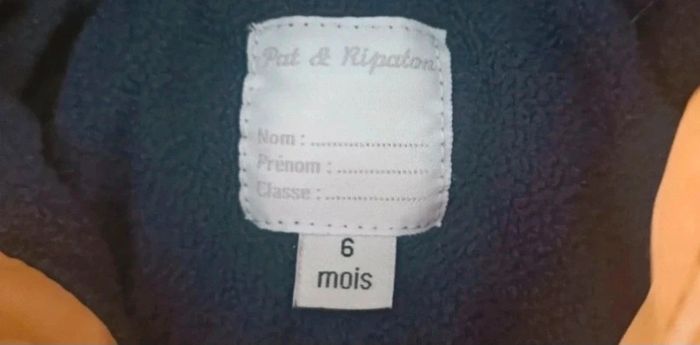 Pat & Ripaton
Nom : ..............................
Prénom : ........................
Classe : ..........................
6
mois